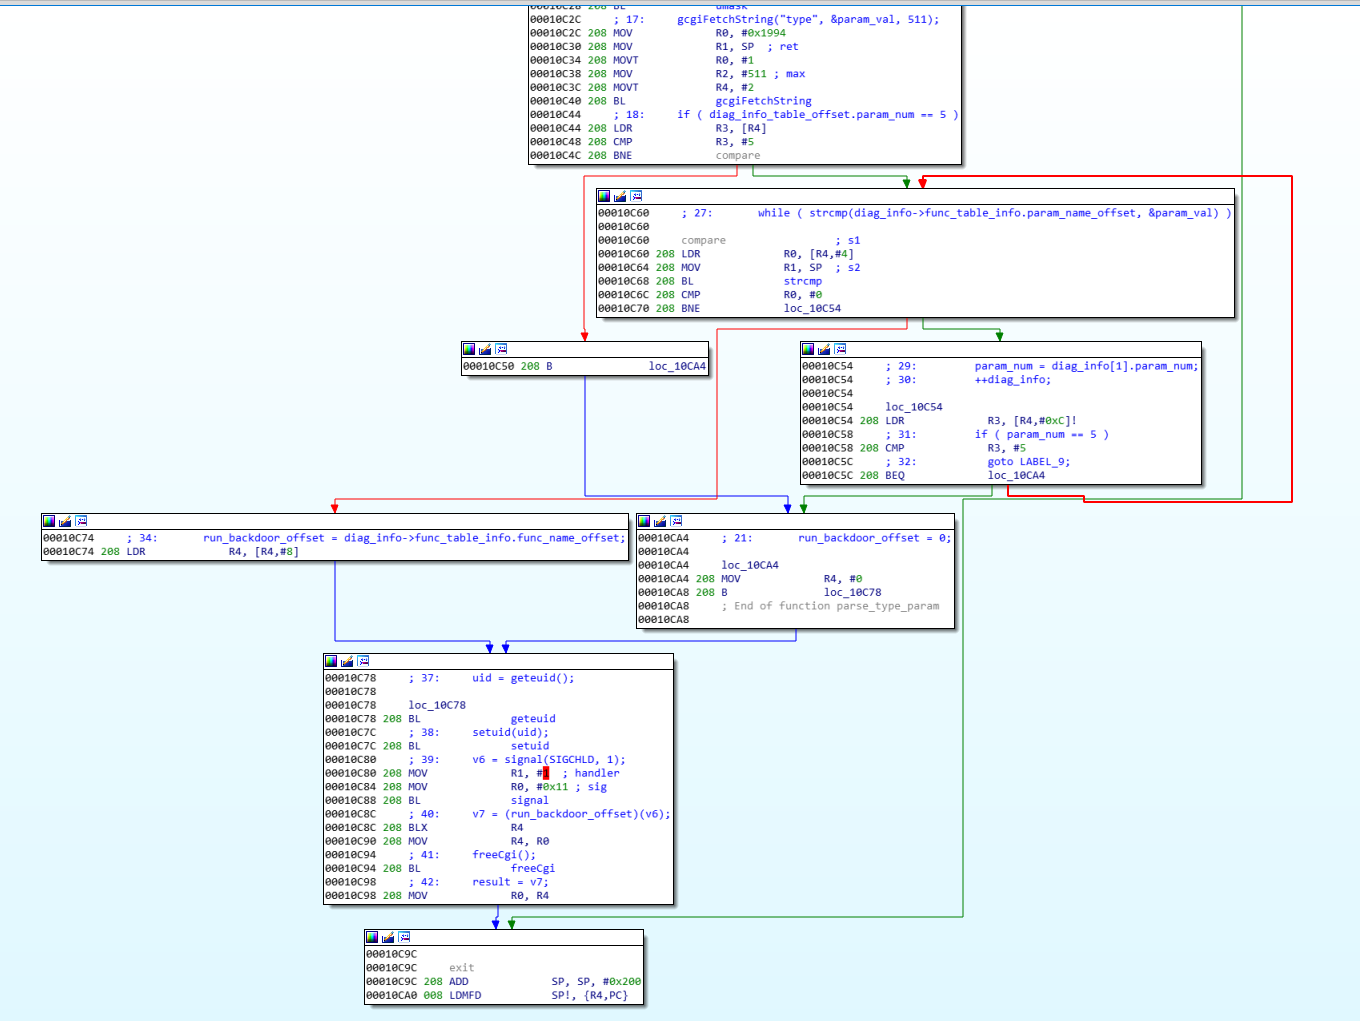 00010C28 208 BL umask
00010C2C ; 17: gcgiFetchString("type", &param_val, 511);
00010C2C 208 MOV R0, #0x1994
00010C30 208 MOV R1, SP ; ret
00010C34 208 MOVT R0, #1
00010C38 208 MOV R2, #511 ; max
00010C3C 208 MOVT R4, #2
00010C40 208 BL gcgiFetchString
00010C44 ; 18: if ( diag_info_table_offset.param_num == 5 )
00010C44 208 LDR R3, [R4]
00010C48 208 CMP R3, #5
00010C4C 208 BNE compare
00010C60 ; 27: while ( strcmp(diag_info->func_table_info.param_name_offset, &param_val) )
00010C60
00010C60 compare ; s1
00010C60 208 LDR R0, [R4,#4]
00010C64 208 MOV R1, SP ; s2
00010C68 208 BL strcmp
00010C6C 208 CMP R0, #0
00010C70 208 BNE loc_10C54
00010C50 208 B loc_10CA4
00010C54 ; 29: param_num = diag_info[1].param_num;
00010C54 ; 30: ++diag_info;
00010C54
00010C54 loc_10C54
00010C54 208 LDR R3, [R4,#0xC]!
00010C58 ; 31: if ( param_num == 5 )
00010C58 208 CMP R3, #5
00010C5C ; 32: goto LABEL_9;
00010C5C 208 BEQ loc_10CA4
00010C74 ; 34: run_backdoor_offset = diag_info->func_table_info.func_name_offset;
00010C74 208 LDR R4, [R4,#8]
00010CA4 ; 21: run_backdoor_offset = 0;
00010CA4
00010CA4 loc_10CA4
00010CA4 208 MOV R4, #0
00010CA8 208 B loc_10C78
00010CA8 ; End of function parse_type_param
00010CA8
00010C78 ; 37: uid = geteuid();
00010C78
00010C78 loc_10C78
00010C78 208 BL geteuid
00010C7C ; 38: setuid(uid);
00010C7C 208 BL setuid
00010C80 ; 39: v6 = signal(SIGCHLD, 1);
00010C80 208 MOV R1, #1 ; handler
00010C84 208 MOV R0, #0x11 ; sig
00010C88 208 BL signal
00010C8C ; 40: v7 = (run_backdoor_offset)(v6);
00010C8C 208 BLX R4
00010C90 208 MOV R4, R0
00010C94 ; 41: freeCgi();
00010C94 208 BL freeCgi
00010C98 ; 42: result = v7;
00010C98 208 MOV R0, R4
00010C9C
00010C9C exit
00010C9C 208 ADD SP, SP, #0x200
00010CA0 008 LDMFD SP!, {R4,PC}